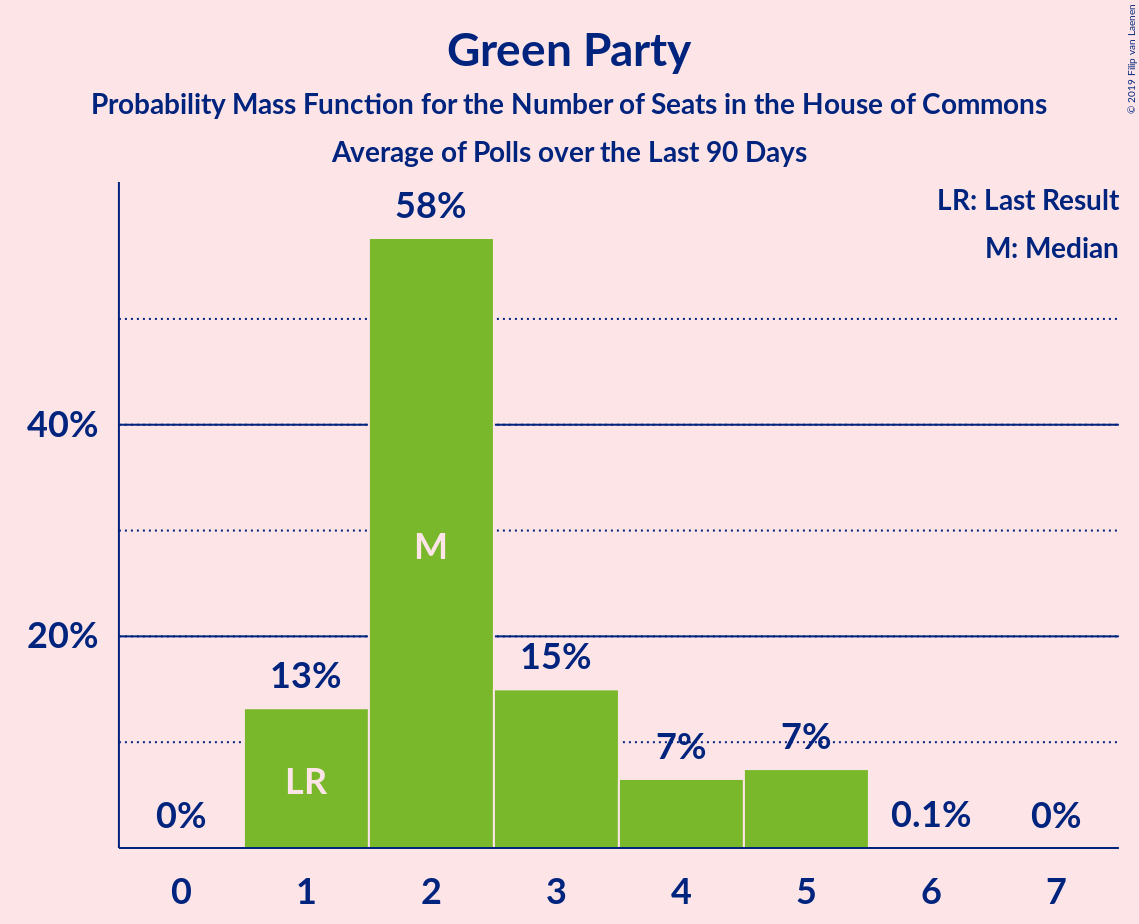 Green Party
Probability Mass Function for the Number of Seats in the House of Commons
Average of Polls over the Last 90 Days
© 2019 Filip van Laenen
LR: Last Result
M: Median
58%
40%
M
20%
15%
13%
7%
7%
LR
0%
0.1%
0%
0 1 2 3 4 5 6 7